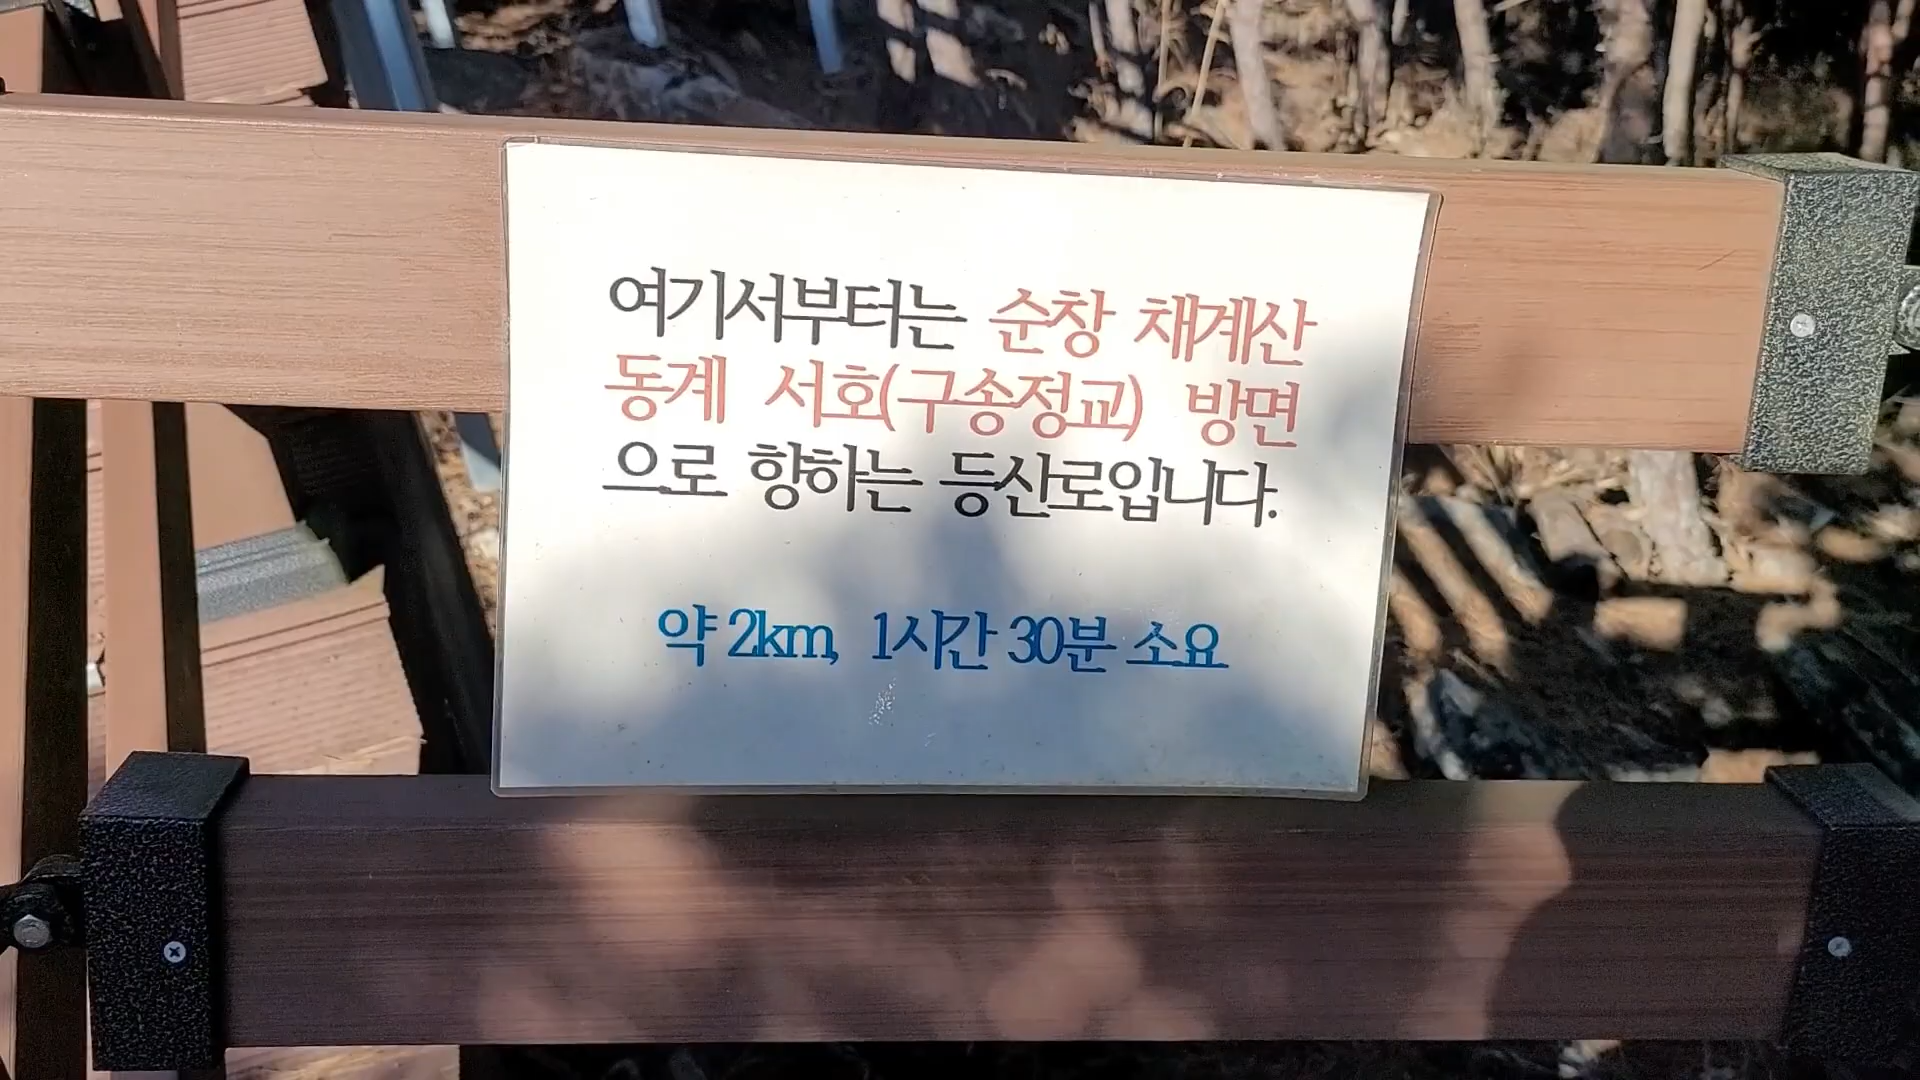 여기서부터는 순창 채계산
동계 서호(구송정교) 방면
으로 향하는 등산로입니다.
약 2km, 1시간 30분 소요